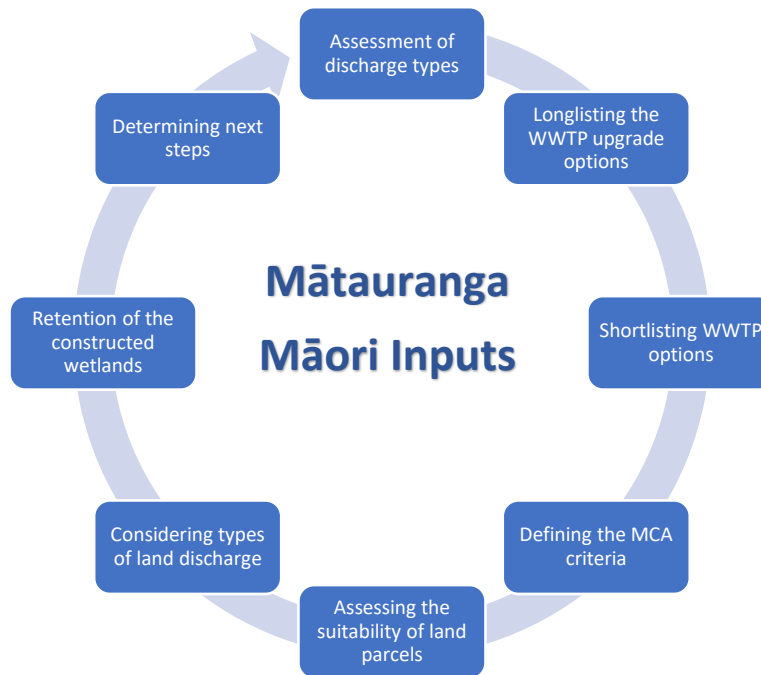 Assessment of
discharge types
Longlisting the
WWTP upgrade
options
Shortlisting WWTP
options
Defining the MCA
criteria
Assessing the
suitability of land
parcels
Considering types
of land discharge
Retention of the
constructed
wetlands
Determining next
steps
Mātauranga
Māori Inputs